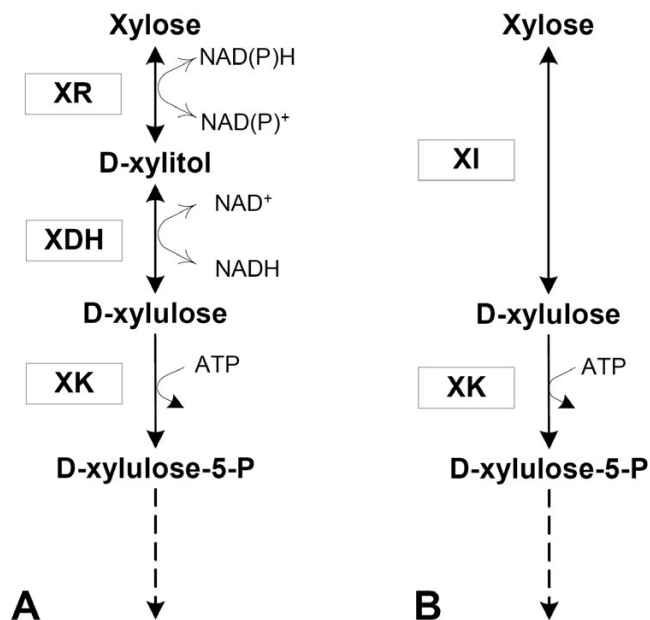 Xylose
NAD(P)H
XR
NAD(P)⁺
D-xylitol
NAD⁺
XDH
NADH
D-xylulose
ATP
XK
D-xylulose-5-P
A
Xylose
XI
D-xylulose
ATP
XK
D-xylulose-5-P
B